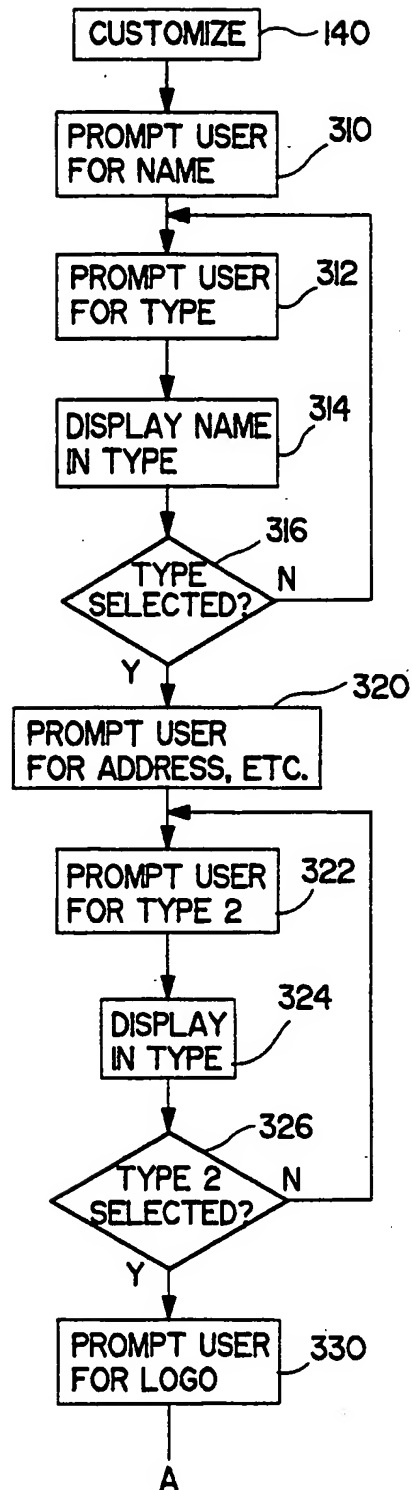 CUSTOMIZE
140
PROMPT USER
FOR NAME
310
PROMPT USER
FOR TYPE
312
DISPLAY NAME
IN TYPE
314
316
TYPE
SELECTED?
N
Y
320
PROMPT USER
FOR ADDRESS, ETC.
PROMPT USER
FOR TYPE 2
322
DISPLAY
IN TYPE
324
326
TYPE 2
SELECTED?
N
Y
PROMPT USER
FOR LOGO
330
A